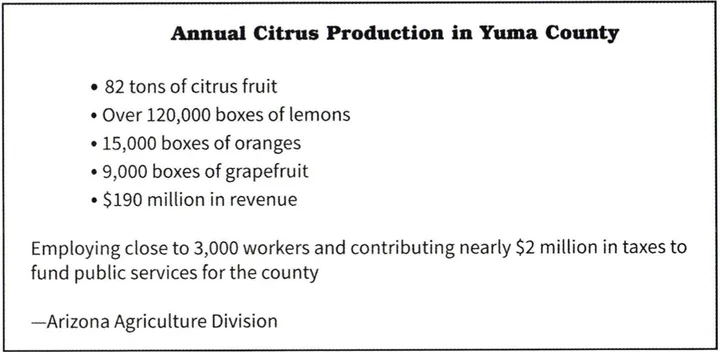 Annual Citrus Production in Yuma County
• 82 tons of citrus fruit
• Over 120,000 boxes of lemons
• 15,000 boxes of oranges
• 9,000 boxes of grapefruit
• $190 million in revenue
Employing close to 3,000 workers and contributing nearly $2 million in taxes to
fund public services for the county
—Arizona Agriculture Division